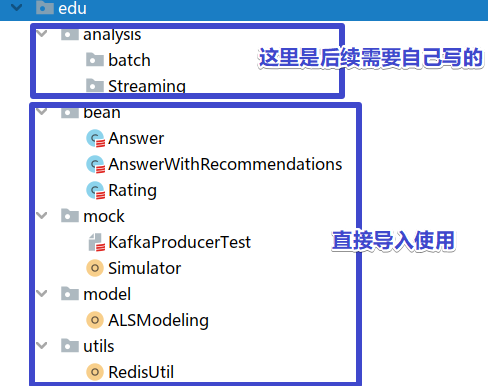 edu
analysis
这里是后续需要自己写的
batch
Streaming
bean
Answer
AnswerWithRecommendations
Rating
mock
直接导入使用
KafkaProducerTest
Simulator
model
ALSModeling
utils
RedisUtil